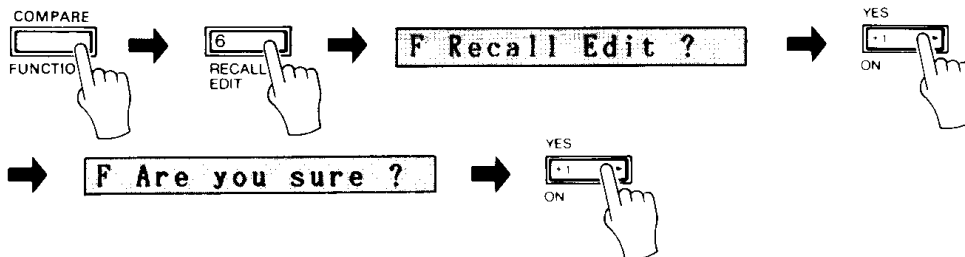 COMPARE
FUNCTIO
6
RECALL
EDIT
F Recall Edit ?
YES
+1
ON
F Are you sure ?
YES
+1
ON